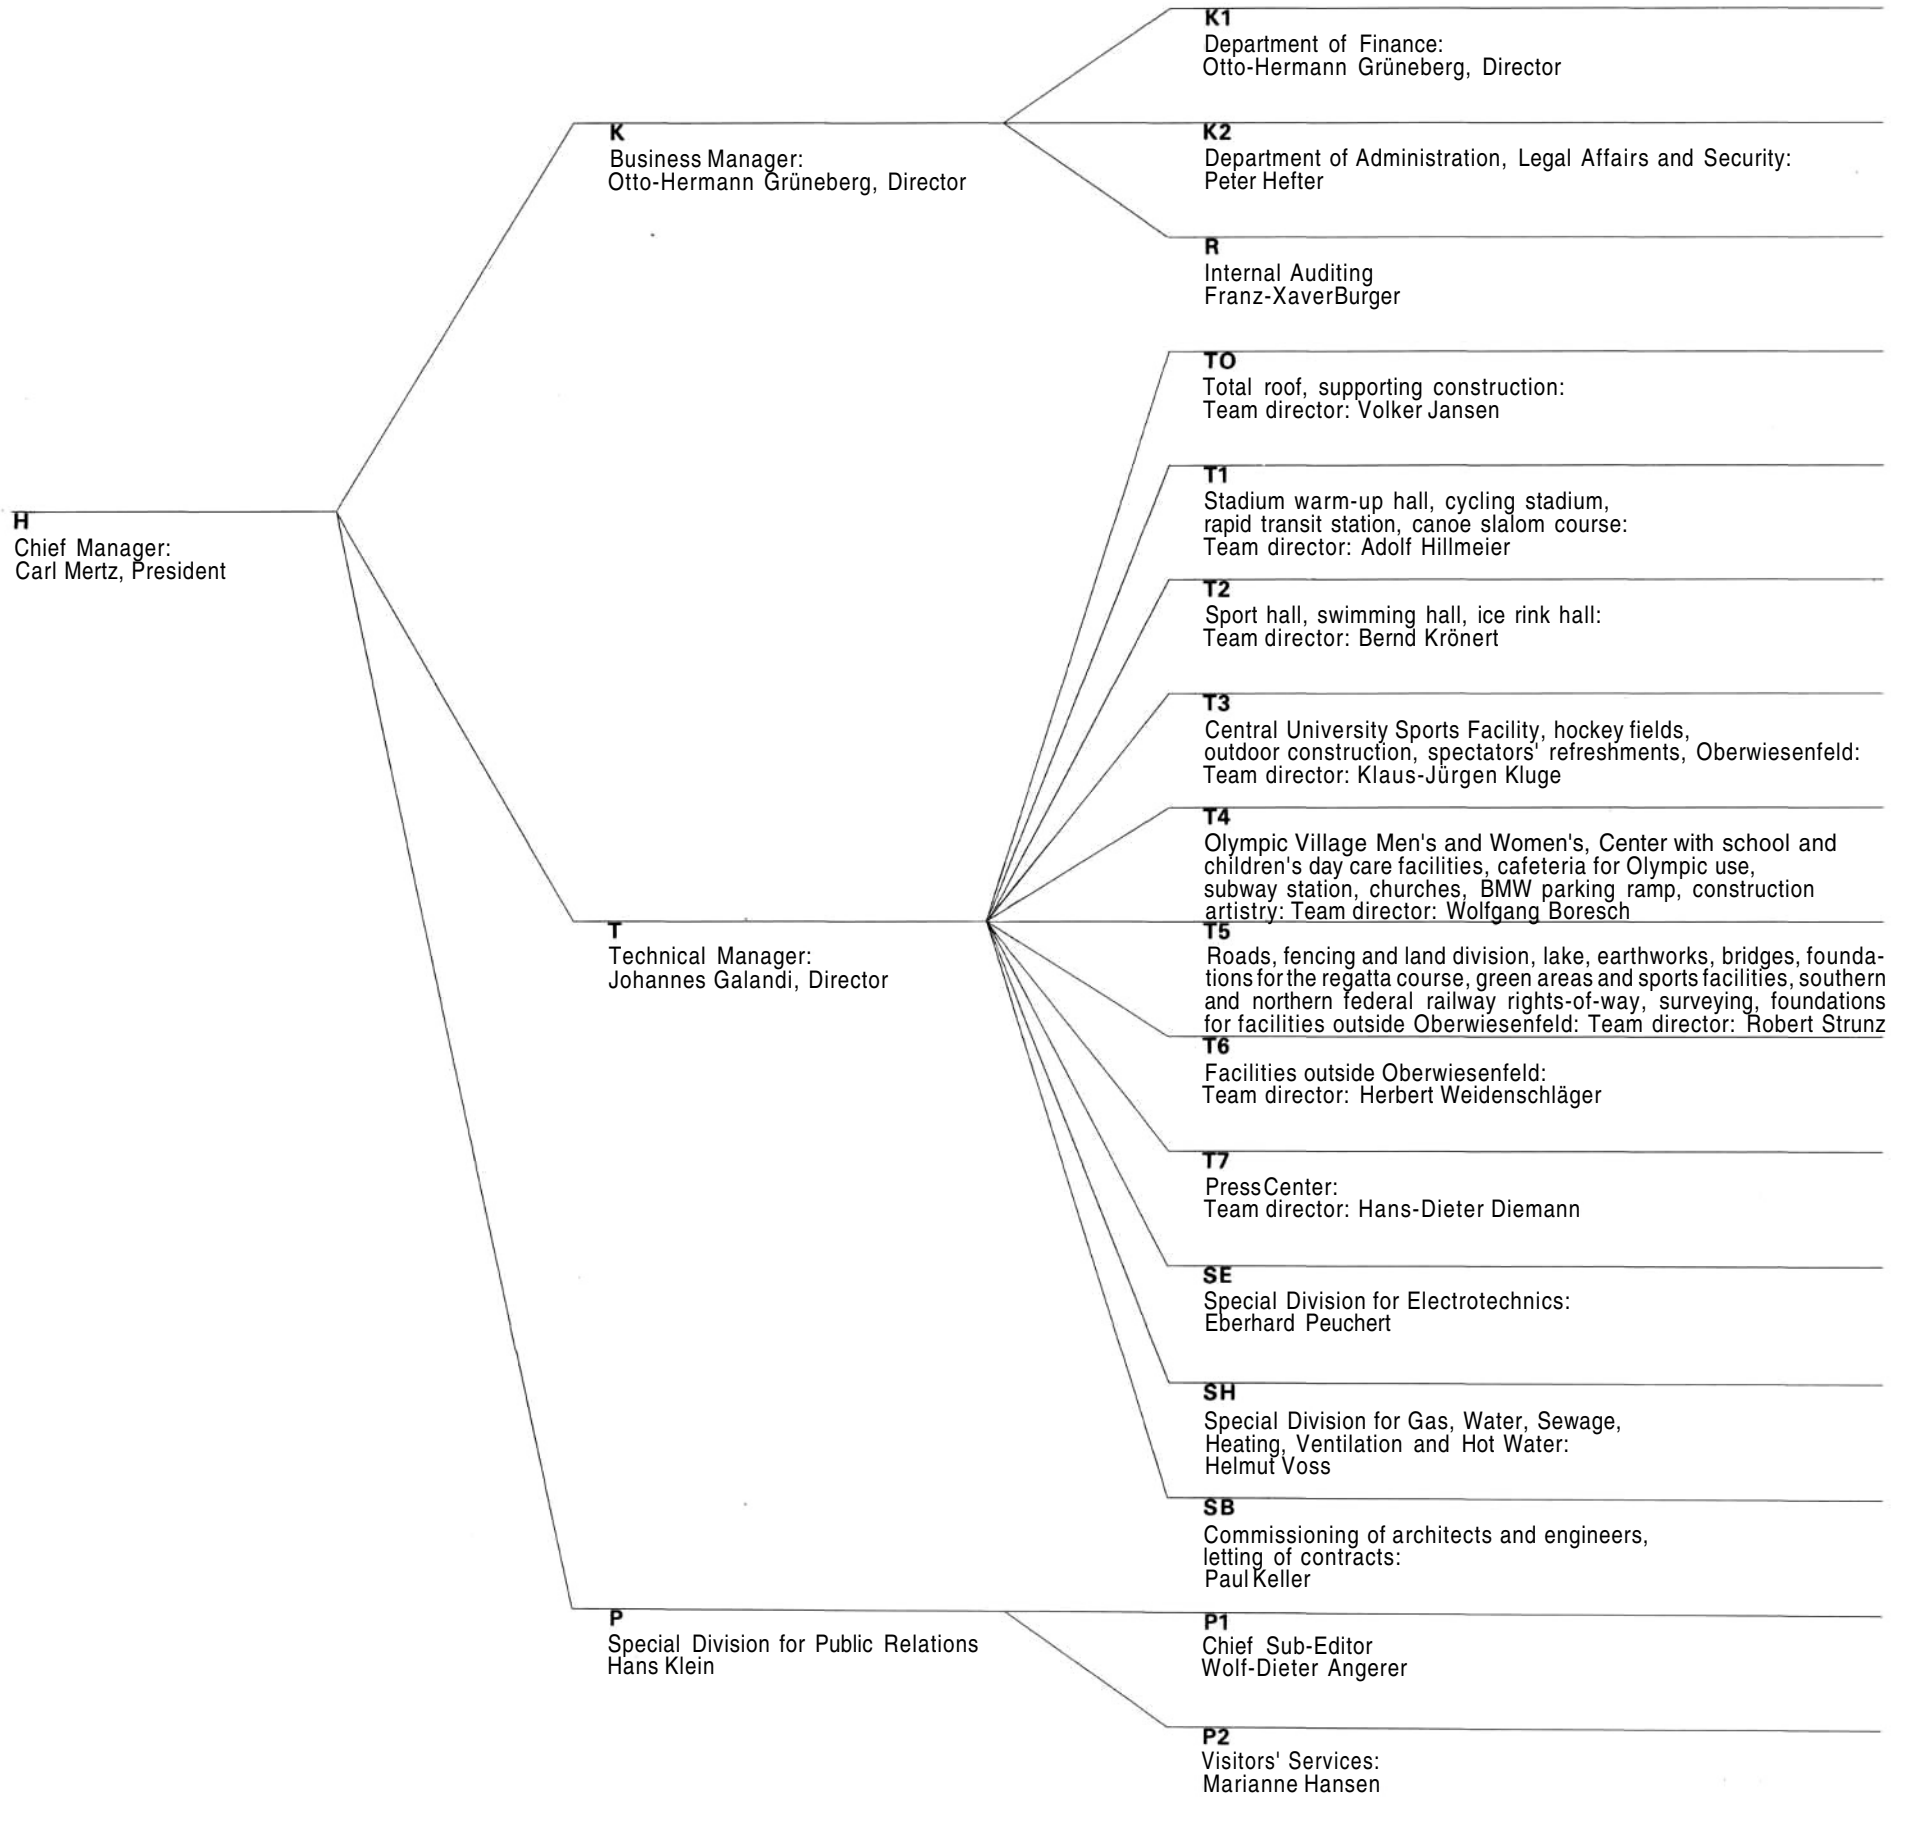 H
Chief Manager:
Carl Mertz, President
K
Business Manager:
Otto-Hermann Grüneberg, Director
K1
Department of Finance:
Otto-Hermann Grüneberg, Director
K2
Department of Administration, Legal Affairs and Security:
Peter Hefter
R
Internal Auditing
Franz-Xaver Burger
T
Technical Manager:
Johannes Galandi, Director
TO
Total roof, supporting construction:
Team director: Volker Jansen
T1
Stadium warm-up hall, cycling stadium,
rapid transit station, canoe slalom course:
Team director: Adolf Hillmeier
T2
Sport hall, swimming hall, ice rink hall:
Team director: Bernd Krönert
T3
Central University Sports Facility, hockey fields,
outdoor construction, spectators' refreshments, Oberwiesenfeld:
Team director: Klaus-Jürgen Kluge
T4
Olympic Village Men's and Women's, Center with school and
children's day care facilities, cafeteria for Olympic use,
subway station, churches, BMW parking ramp, construction
artistry: Team director: Wolfgang Boresch
T5
Roads, fencing and land division, lake, earthworks, bridges, founda-
tions for the regatta course, green areas and sports facilities, southern
and northern federal railway rights-of-way, surveying, foundations
for facilities outside Oberwiesenfeld: Team director: Robert Strunz
T6
Facilities outside Oberwiesenfeld:
Team director: Herbert Weidenschläger
T7
Press Center:
Team director: Hans-Dieter Diemann
SE
Special Division for Electrotechnics:
Eberhard Peuchert
SH
Special Division for Gas, Water, Sewage,
Heating, Ventilation and Hot Water:
Helmut Voss
SB
Commissioning of architects and engineers,
letting of contracts:
Paul Keller
P
Special Division for Public Relations
Hans Klein
P1
Chief Sub-Editor
Wolf-Dieter Angerer
P2
Visitors' Services:
Marianne Hansen